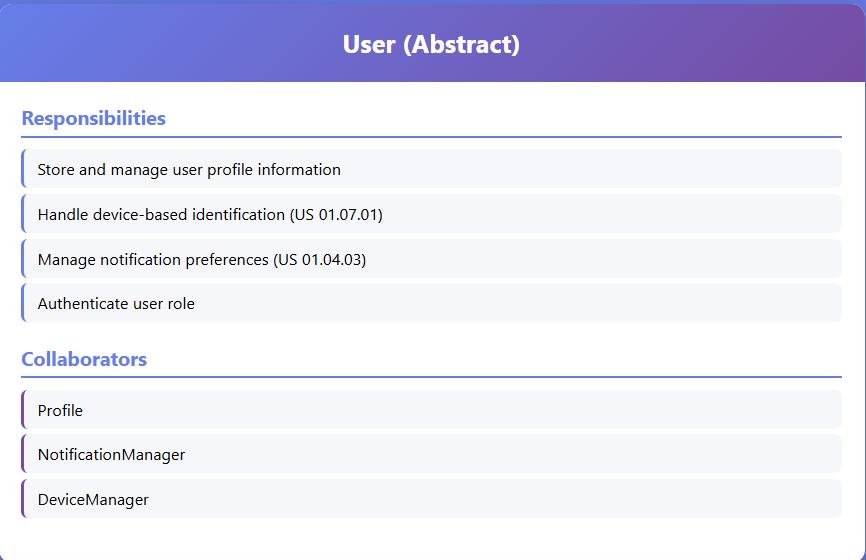 User (Abstract)
Responsibilities
Store and manage user profile information
Handle device-based identification (US 01.07.01)
Manage notification preferences (US 01.04.03)
Authenticate user role
Collaborators
Profile
NotificationManager
DeviceManager